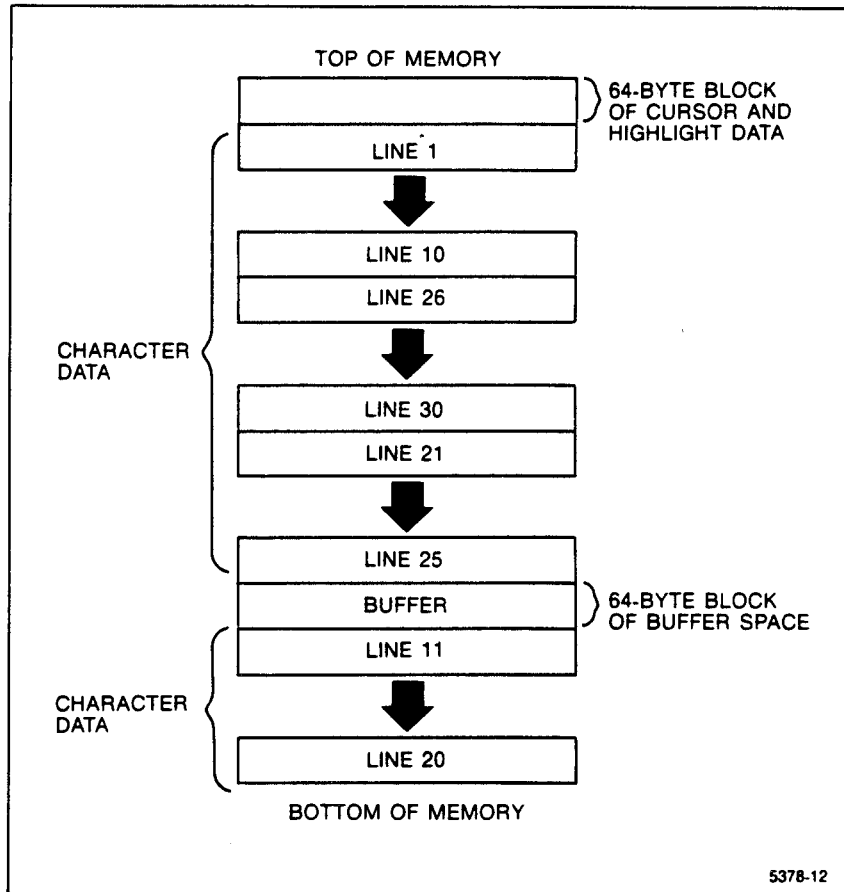 TOP OF MEMORY
64-BYTE BLOCK
OF CURSOR AND
HIGHLIGHT DATA
LINE 1
LINE 10
LINE 26
CHARACTER
DATA
LINE 30
LINE 21
LINE 25
BUFFER
64-BYTE BLOCK
OF BUFFER SPACE
LINE 11
CHARACTER
DATA
LINE 20
BOTTOM OF MEMORY
5378-12